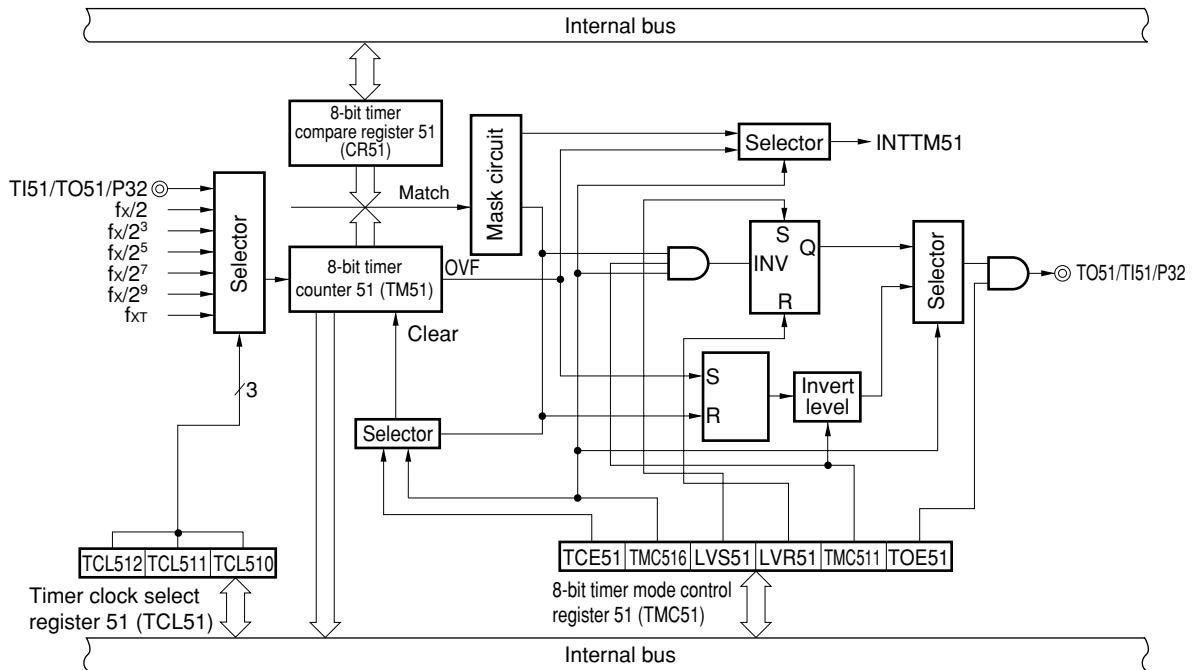 Internal bus
8-bit timer
compare register 51
(CR51)
Mask circuit
Selector
INTTM51
TI51/TO51/P32
Match
fx/2
fx/2³
fx/2⁵
fx/2⁷
fx/2⁹
fXT
Selector
8-bit timer
counter 51 (TM51)
OVF
Clear
S
Q
INV
R
Selector
TO51/TI51/P32
3
S
R
Invert
level
Selector
TCL512 TCL511 TCL510
TCE51 TMC516 LVS51 LVR51 TMC511 TOE51
Timer clock select
register 51 (TCL51)
8-bit timer mode control
register 51 (TMC51)
Internal bus